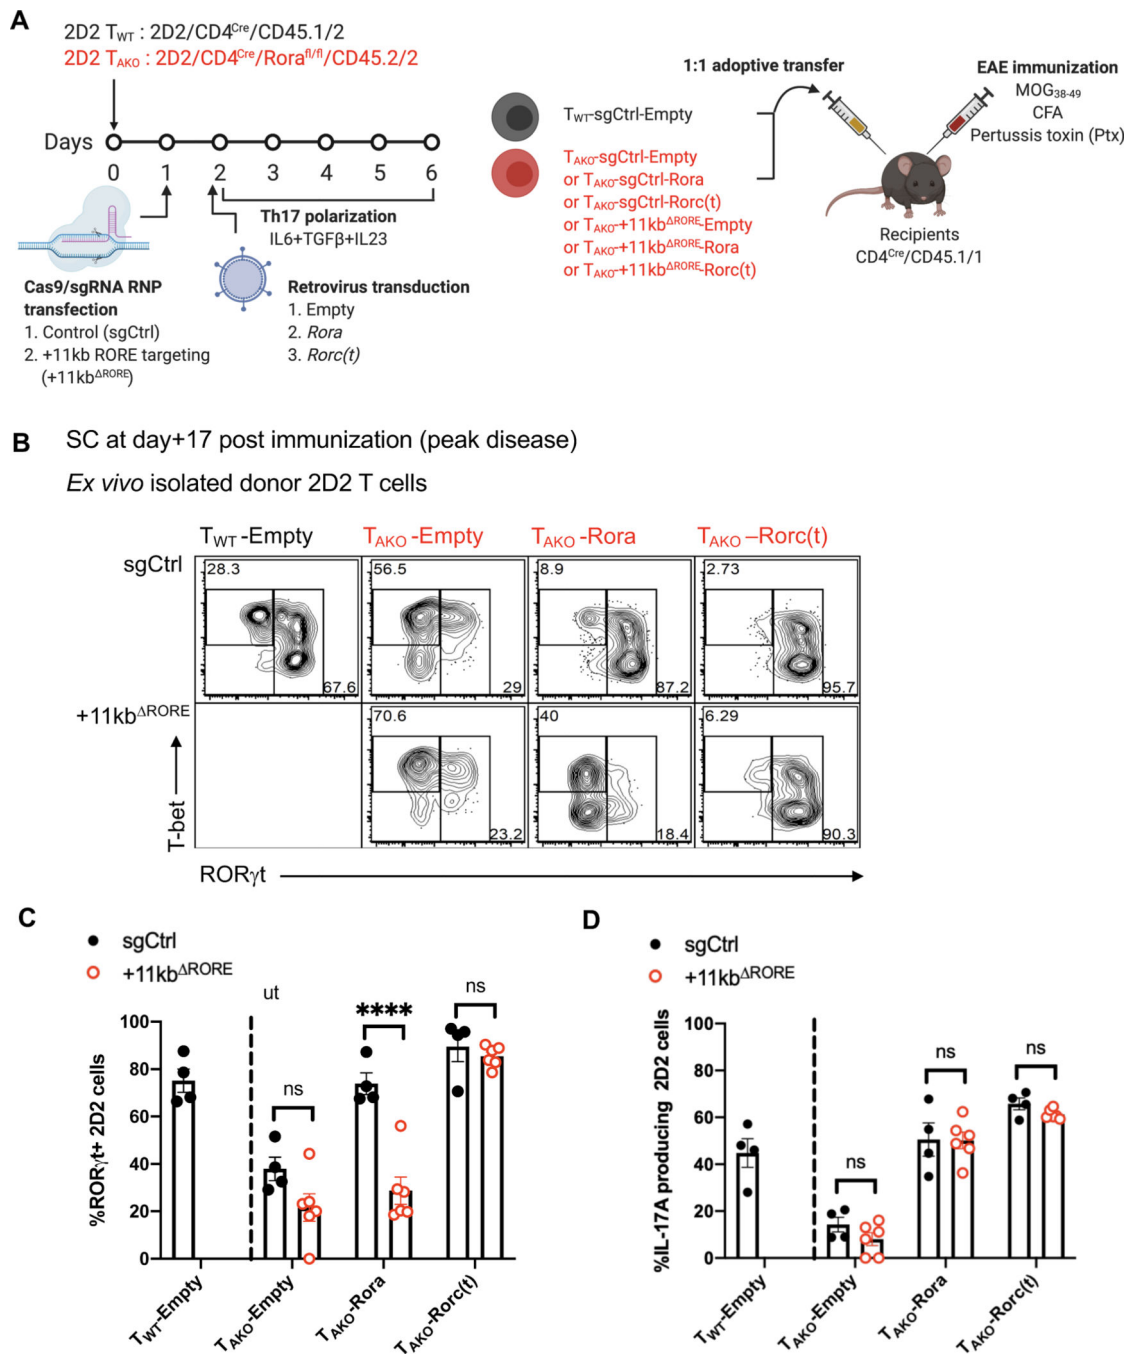 A
2D2 TWT : 2D2/CD4Cre/CD45.1/2
2D2 TAKO : 2D2/CD4Cre/Rorafl/fl/CD45.2/2
Days
0 1 2 3 4 5 6
Th17 polarization
IL6+TGFβ+IL23
Cas9/sgRNA RNP
transfection
1. Control (sgCtrl)
2. +11kb RORE targeting
(+11kbΔRORE)
Retrovirus transduction
1. Empty
2. Rora
3. Rorc(t)
1:1 adoptive transfer
TWT-sgCtrl-Empty
TAKO-sgCtrl-Empty
or TAKO-sgCtrl-Rora
or TAKO-sgCtrl-Rorc(t)
or TAKO-+11kbΔRORE-Empty
or TAKO-+11kbΔRORE-Rora
or TAKO-+11kbΔRORE-Rorc(t)
EAE immunization
MOG38-49
CFA
Pertussis toxin (Ptx)
Recipients
CD4Cre/CD45.1/1
B
SC at day+17 post immunization (peak disease)
Ex vivo isolated donor 2D2 T cells
TWT -Empty TAKO -Empty TAKO -Rora TAKO –Rorc(t)
sgCtrl
28.3 56.5 8.9 2.73
67.6 29 87.2 95.7
+11kbΔRORE
70.6 40 6.29
23.2 18.4 90.3
T-bet
RORγt
C
sgCtrl
+11kbΔRORE
ut
ns **** ns
%RORγt+ 2D2 cells
100
80
60
40
20
0
TWT-Empty
TAKO-Empty
TAKO-Rora
TAKO-Rorc(t)
D
sgCtrl
+11kbΔRORE
ns ns ns
%IL-17A producing 2D2 cells
100
80
60
40
20
0
TWT-Empty
TAKO-Empty
TAKO-Rora
TAKO-Rorc(t)